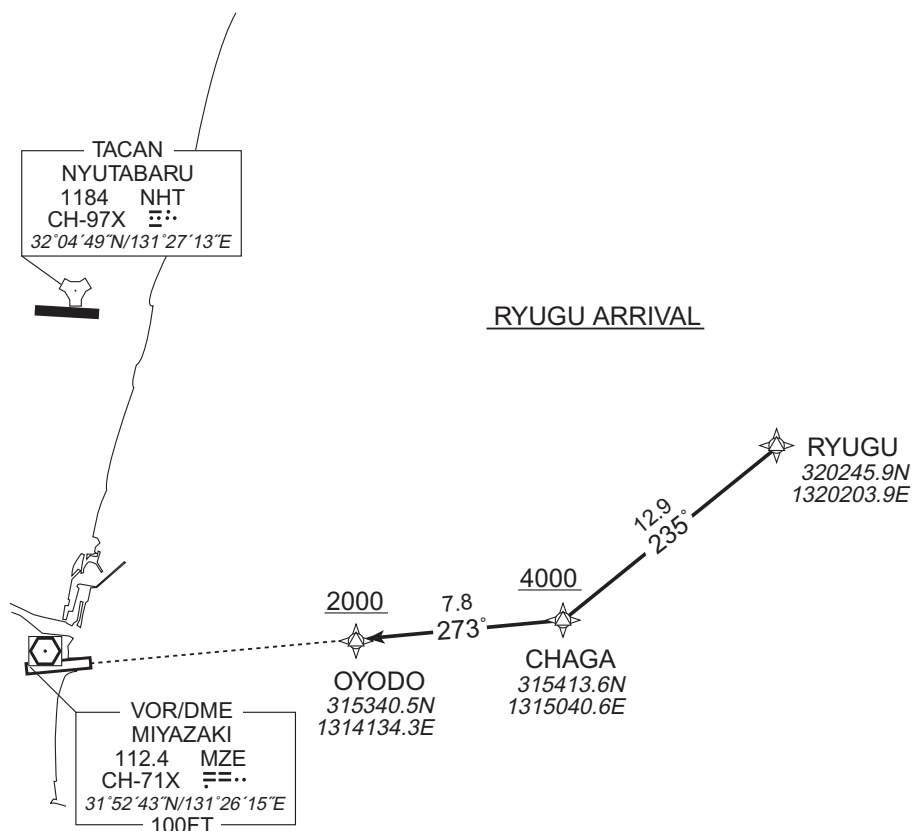 TACAN
NYUTABARU
1184 NHT
CH-97X
32°04´49˝N/131°27´13˝E
RYUGU ARRIVAL
RYUGU
320245.9N
1320203.9E
12.9
235°
4000
7.8
273°
2000
CHAGA
315413.6N
1315040.6E
OYODO
315340.5N
1314134.3E
VOR/DME
MIYAZAKI
112.4 MZE
CH-71X
31°52´43˝N/131°26´15˝E
100FT